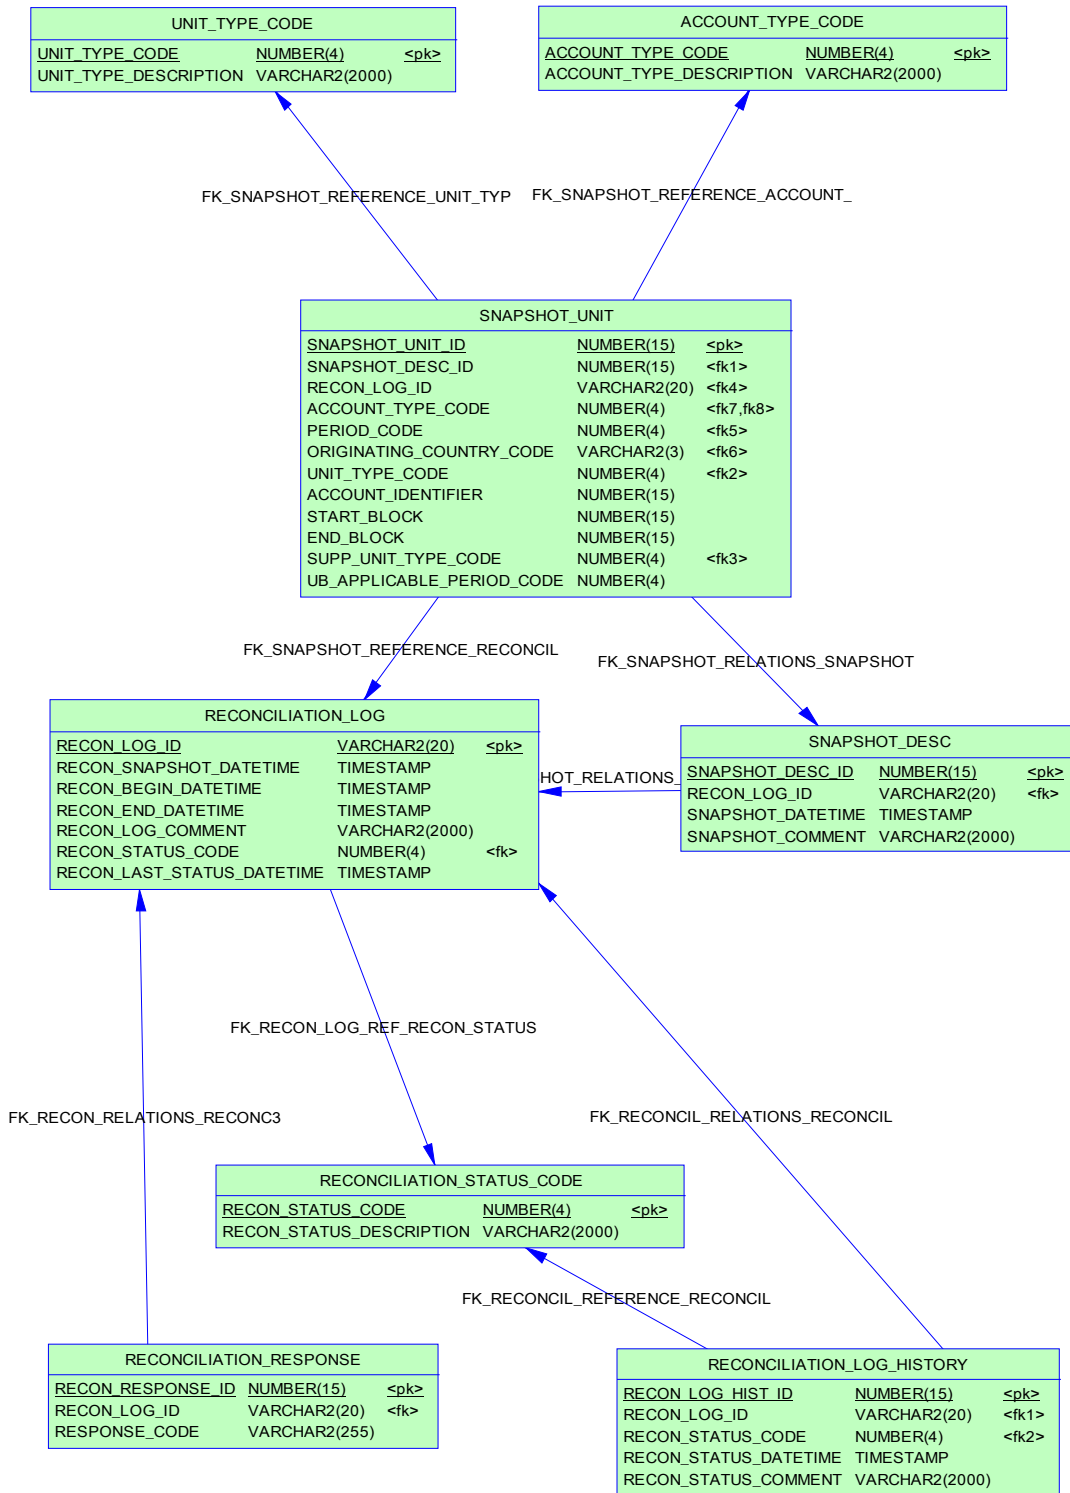 UNIT_TYPE_CODE
UNIT_TYPE_CODE NUMBER(4) <pk>
UNIT_TYPE_DESCRIPTION VARCHAR2(2000)
ACCOUNT_TYPE_CODE
ACCOUNT_TYPE_CODE NUMBER(4) <pk>
ACCOUNT_TYPE_DESCRIPTION VARCHAR2(2000)
FK_SNAPSHOT_REFERENCE_UNIT_TYP
FK_SNAPSHOT_REFERENCE_ACCOUNT_
SNAPSHOT_UNIT
SNAPSHOT_UNIT_ID NUMBER(15) <pk>
SNAPSHOT_DESC_ID NUMBER(15) <fk1>
RECON_LOG_ID VARCHAR2(20) <fk4>
ACCOUNT_TYPE_CODE NUMBER(4) <fk7,fk8>
PERIOD_CODE NUMBER(4) <fk5>
ORIGINATING_COUNTRY_CODE VARCHAR2(3) <fk6>
UNIT_TYPE_CODE NUMBER(4) <fk2>
ACCOUNT_IDENTIFIER NUMBER(15)
START_BLOCK NUMBER(15)
END_BLOCK NUMBER(15)
SUPP_UNIT_TYPE_CODE NUMBER(4) <fk3>
UB_APPLICABLE_PERIOD_CODE NUMBER(4)
FK_SNAPSHOT_REFERENCE_RECONCIL
FK_SNAPSHOT_RELATIONS_SNAPSHOT
RECONCILIATION_LOG
RECON_LOG_ID VARCHAR2(20) <pk>
RECON_SNAPSHOT_DATETIME TIMESTAMP
RECON_BEGIN_DATETIME TIMESTAMP
RECON_END_DATETIME TIMESTAMP
RECON_LOG_COMMENT VARCHAR2(2000)
RECON_STATUS_CODE NUMBER(4) <fk>
RECON_LAST_STATUS_DATETIME TIMESTAMP
HOT_RELATIONS_
SNAPSHOT_DESC
SNAPSHOT_DESC_ID NUMBER(15) <pk>
RECON_LOG_ID VARCHAR2(20) <fk>
SNAPSHOT_DATETIME TIMESTAMP
SNAPSHOT_COMMENT VARCHAR2(2000)
FK_RECON_LOG_REF_RECON_STATUS
FK_RECON_RELATIONS_RECONC3
FK_RECONCIL_RELATIONS_RECONCIL
RECONCILIATION_STATUS_CODE
RECON_STATUS_CODE NUMBER(4) <pk>
RECON_STATUS_DESCRIPTION VARCHAR2(2000)
FK_RECONCIL_REFERENCE_RECONCIL
RECONCILIATION_RESPONSE
RECON_RESPONSE_ID NUMBER(15) <pk>
RECON_LOG_ID VARCHAR2(20) <fk>
RESPONSE_CODE VARCHAR2(255)
RECONCILIATION_LOG_HISTORY
RECON_LOG_HIST_ID NUMBER(15) <pk>
RECON_LOG_ID VARCHAR2(20) <fk1>
RECON_STATUS_CODE NUMBER(4) <fk2>
RECON_STATUS_DATETIME TIMESTAMP
RECON_STATUS_COMMENT VARCHAR2(2000)